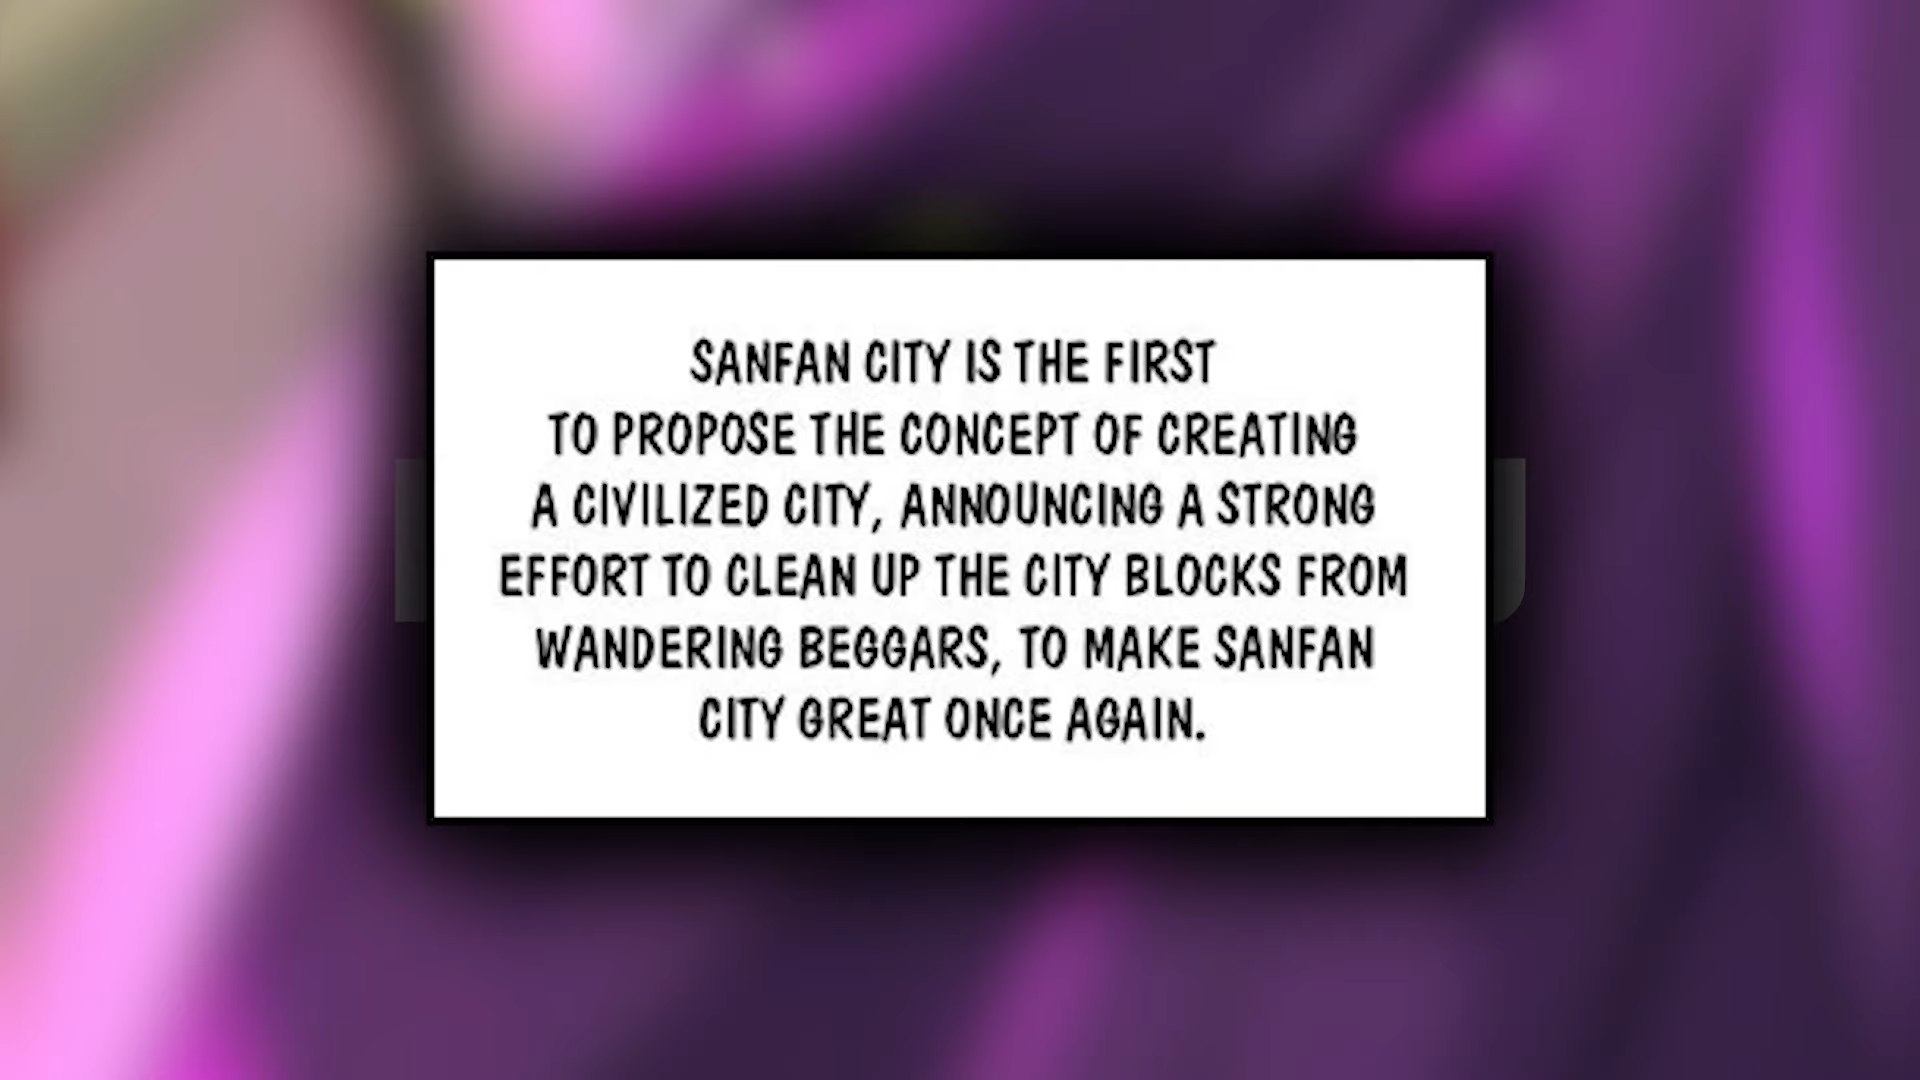 SANFAN CITY IS THE FIRST
TO PROPOSE THE CONCEPT OF CREATING
A CIVILIZED CITY, ANNOUNCING A STRONG
EFFORT TO CLEAN UP THE CITY BLOCKS FROM
WANDERING BEGGARS, TO MAKE SANFAN
CITY GREAT ONCE AGAIN.